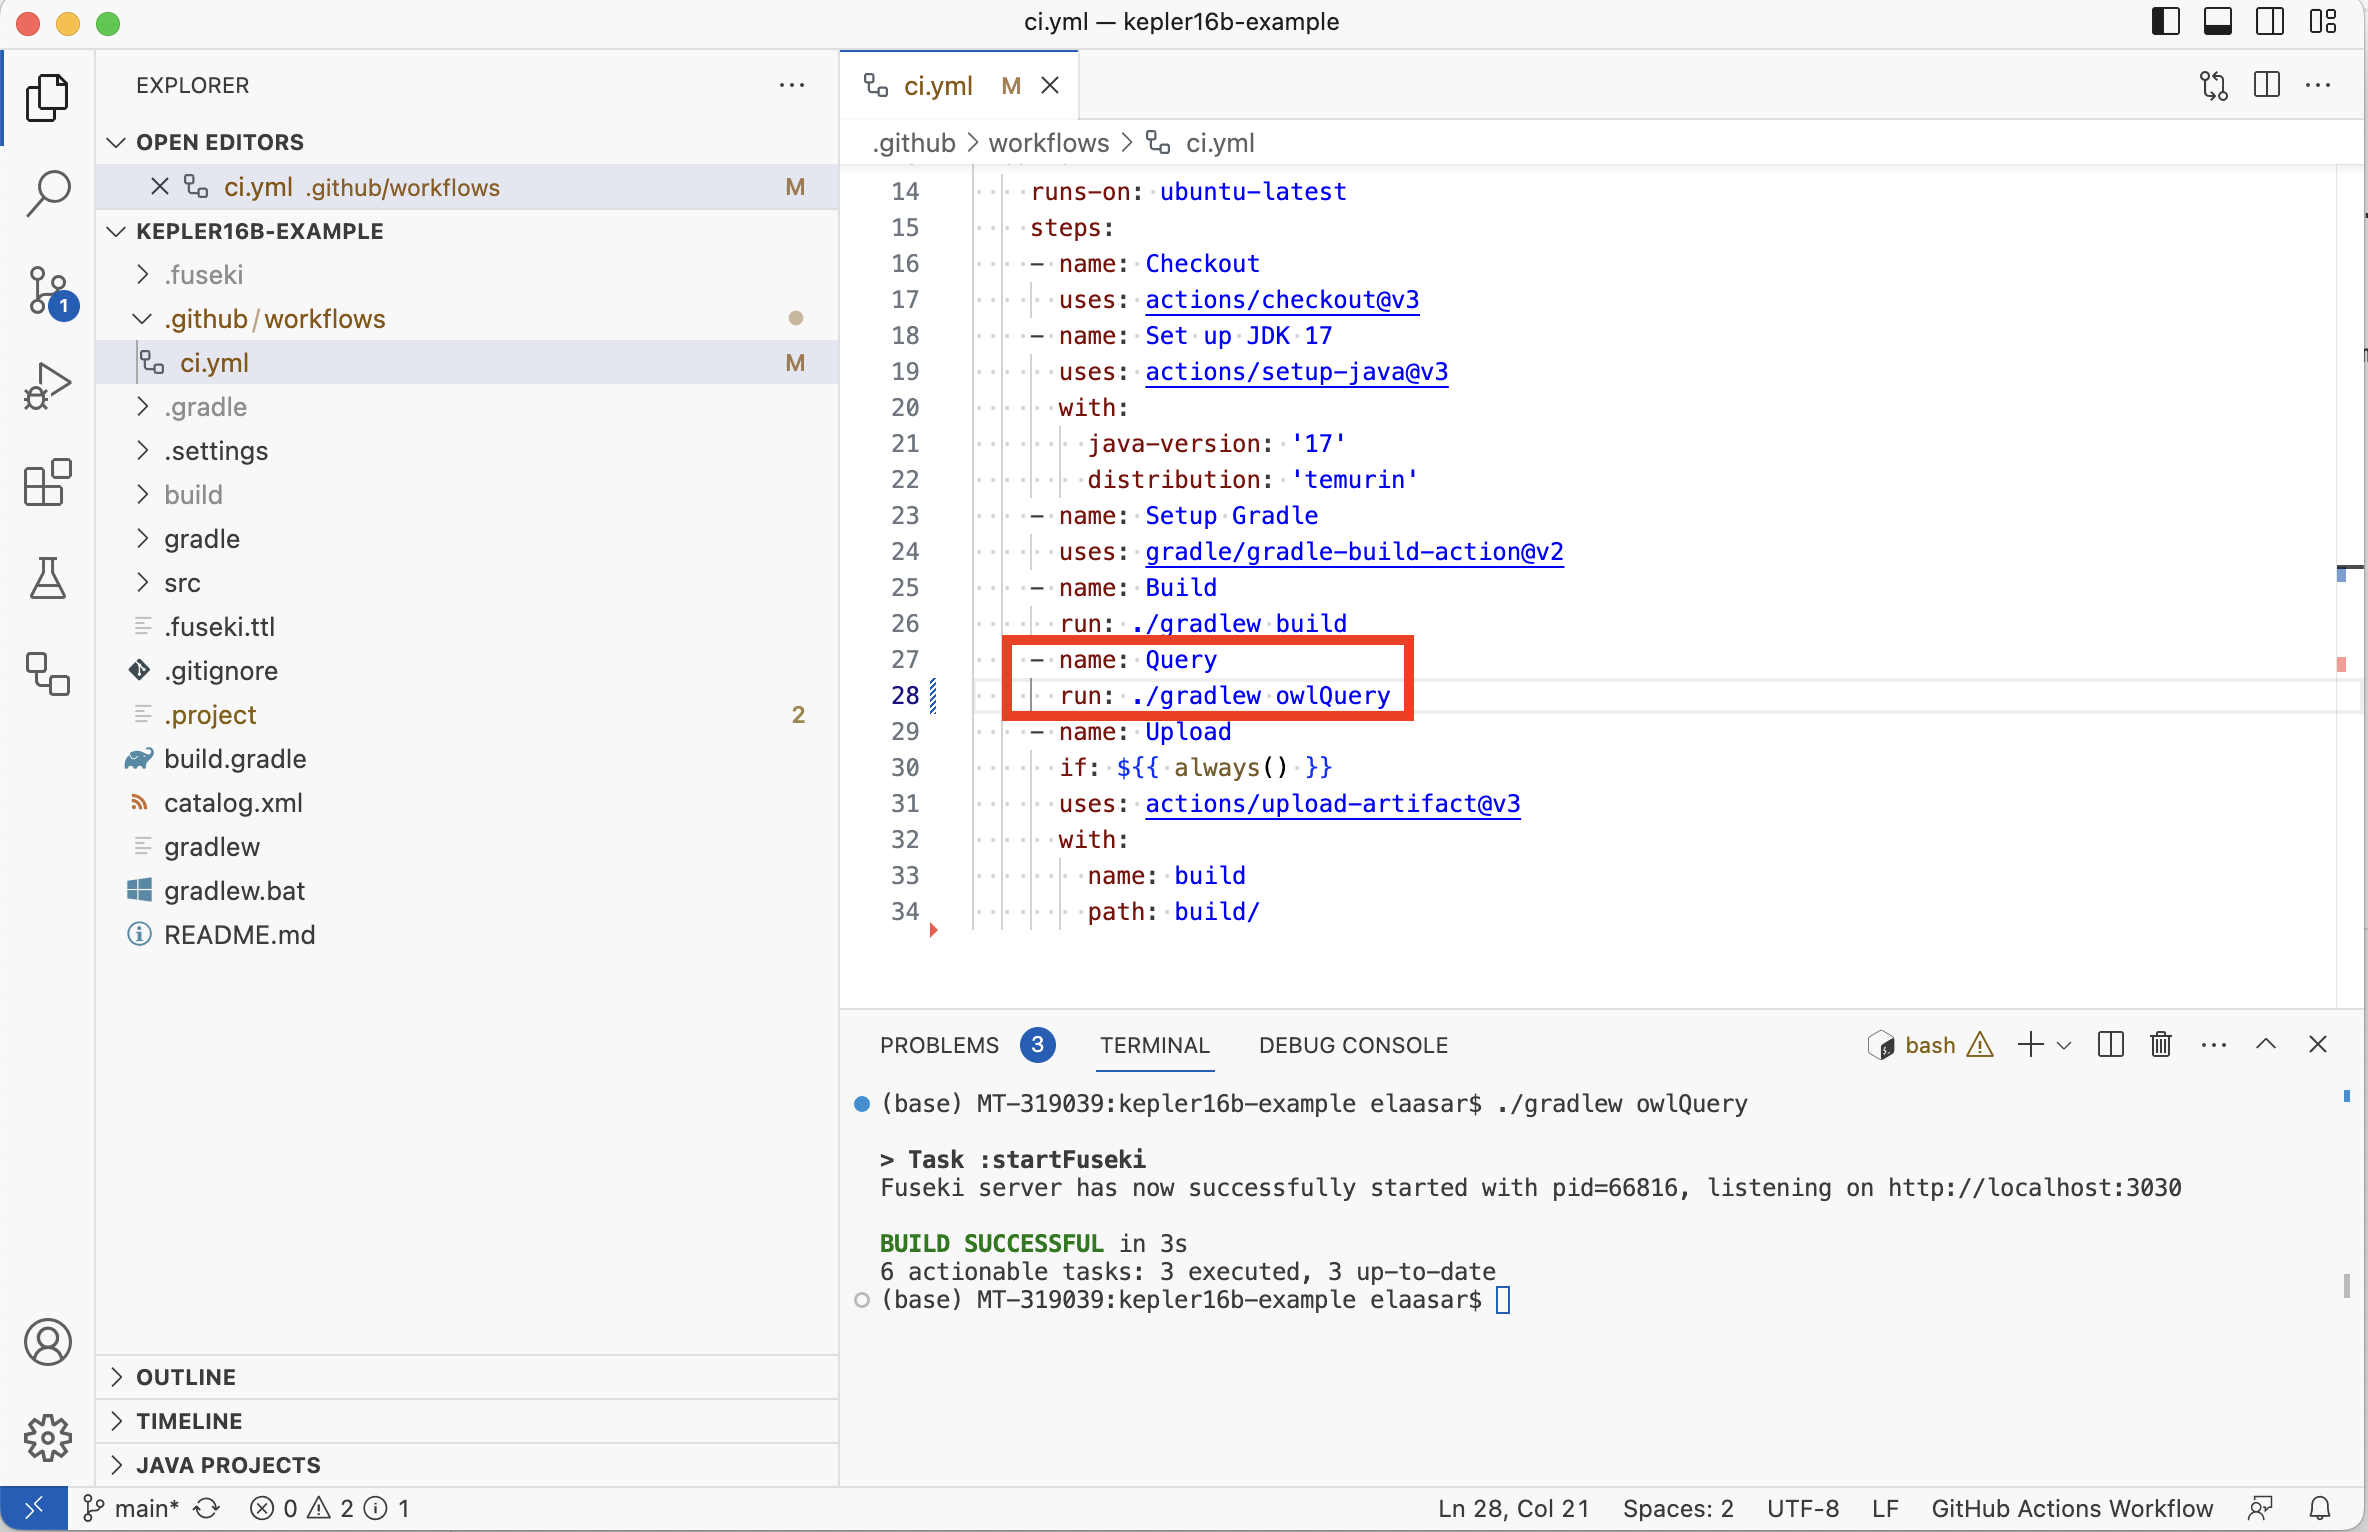 ci.yml — kepler16b-example
EXPLORER
OPEN EDITORS
ci.yml .github/workflows M
KEPLER16B-EXAMPLE
.fuseki
.github/workflows
ci.yml M
.gradle
.settings
build
gradle
src
.fuseki.ttl
.gitignore
.project 2
build.gradle
catalog.xml
gradlew
gradlew.bat
README.md
OUTLINE
TIMELINE
JAVA PROJECTS
1
ci.yml M
.github > workflows > ci.yml
14 runs-on: ubuntu-latest
15 steps:
16 - name: Checkout
17 uses: actions/checkout@v3
18 - name: Set up JDK 17
19 uses: actions/setup-java@v3
20 with:
21 java-version: '17'
22 distribution: 'temurin'
23 - name: Setup Gradle
24 uses: gradle/gradle-build-action@v2
25 - name: Build
26 run: ./gradlew build
27 - name: Query
28 run: ./gradlew owlQuery
29 - name: Upload
30 if: ${{ always() }}
31 uses: actions/upload-artifact@v3
32 with:
33 name: build
34 path: build/
PROBLEMS 3 TERMINAL DEBUG CONSOLE bash
(base) MT-319039:kepler16b-example elaasar$ ./gradlew owlQuery
> Task :startFuseki
Fuseki server has now successfully started with pid=66816, listening on http://localhost:3030
BUILD SUCCESSFUL in 3s
6 actionable tasks: 3 executed, 3 up-to-date
(base) MT-319039:kepler16b-example elaasar$
main* 0 2 1 Ln 28, Col 21 Spaces: 2 UTF-8 LF GitHub Actions Workflow